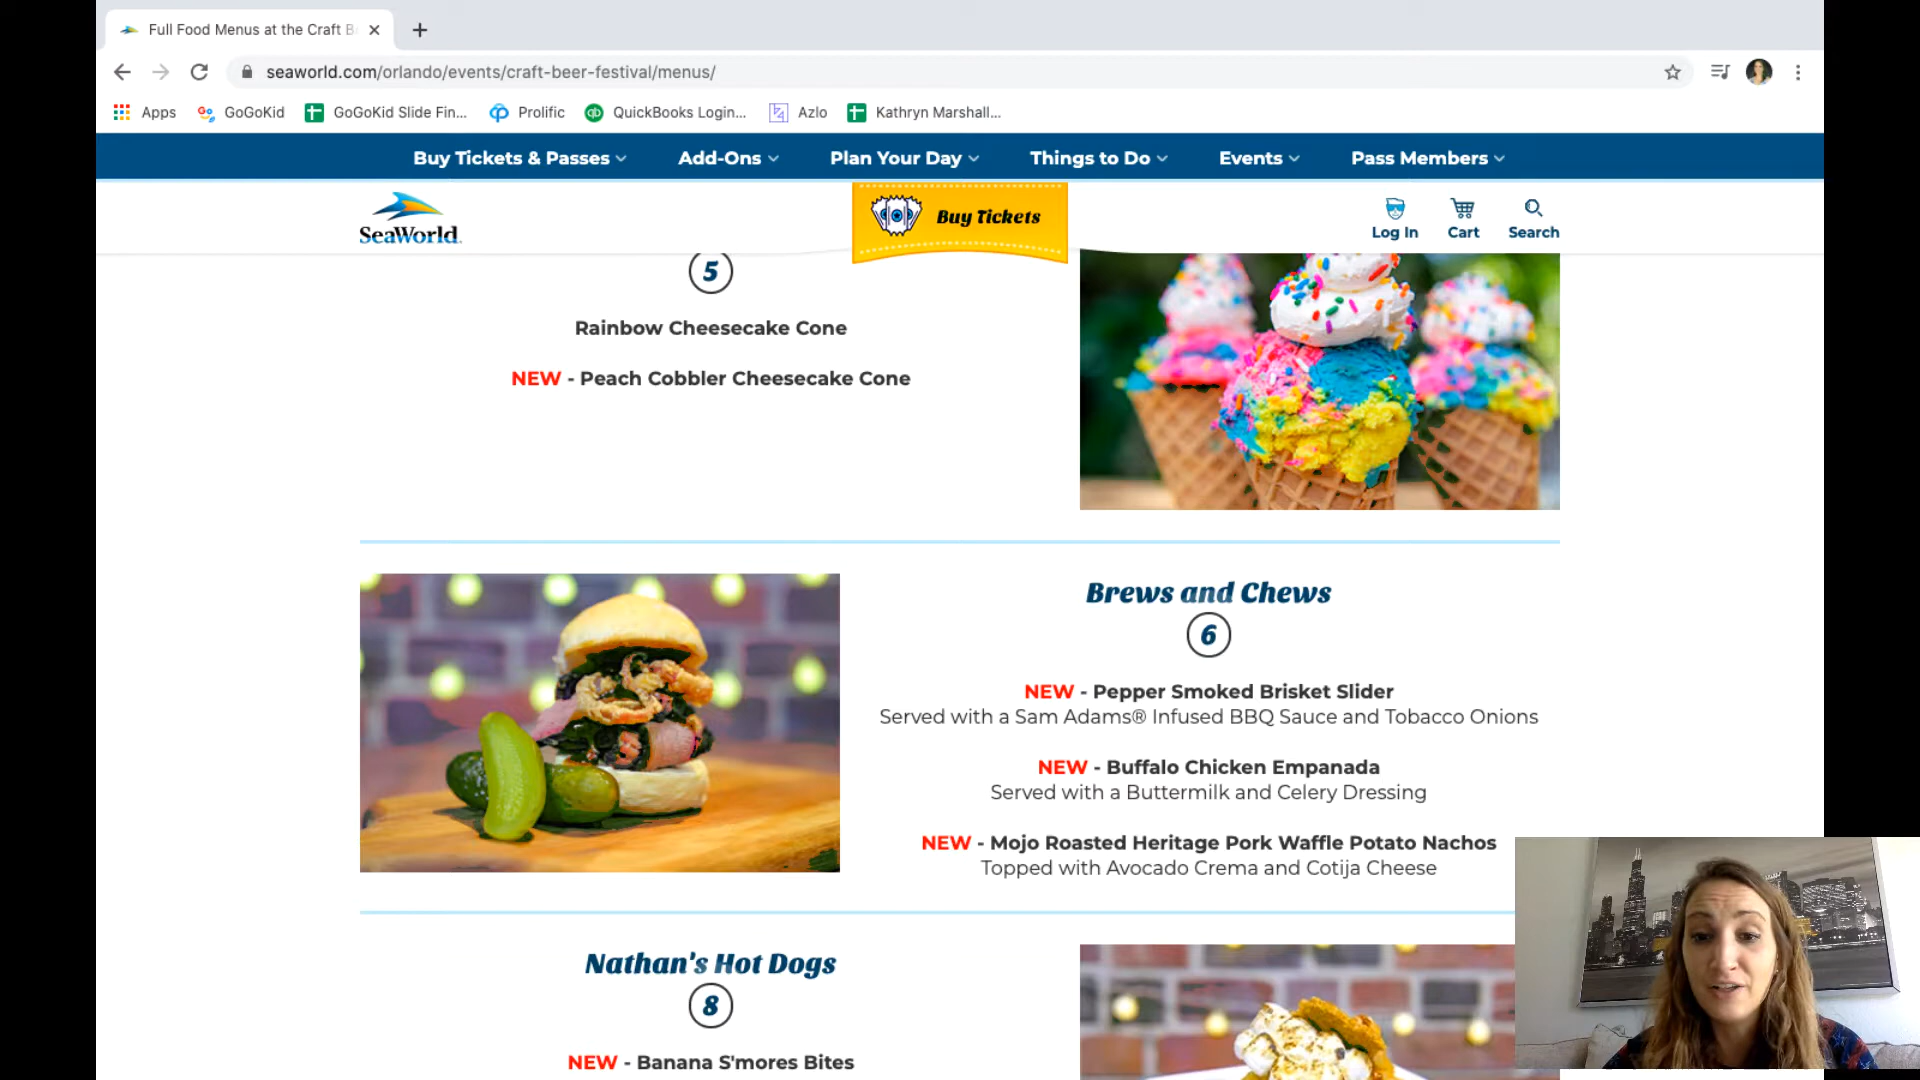 Full Food Menus at the Craft B
seaworld.com/orlando/events/craft-beer-festival/menus/
Apps
GoGoKid
GoGoKid Slide Fin...
Prolific
qb
QuickBooks Login...
Azlo
Kathryn Marshall...
Buy Tickets & Passes
Add-Ons
Plan Your Day
Things to Do
Events
Pass Members
SeaWorld
Buy Tickets
Log In
Cart
Search
5
Rainbow Cheesecake Cone
NEW - Peach Cobbler Cheesecake Cone
Brews and Chews
6
NEW - Pepper Smoked Brisket Slider
Served with a Sam Adams® Infused BBQ Sauce and Tobacco Onions
NEW - Buffalo Chicken Empanada
Served with a Buttermilk and Celery Dressing
NEW - Mojo Roasted Heritage Pork Waffle Potato Nachos
Topped with Avocado Crema and Cotija Cheese
Nathan's Hot Dogs
8
NEW - Banana S'mores Bites